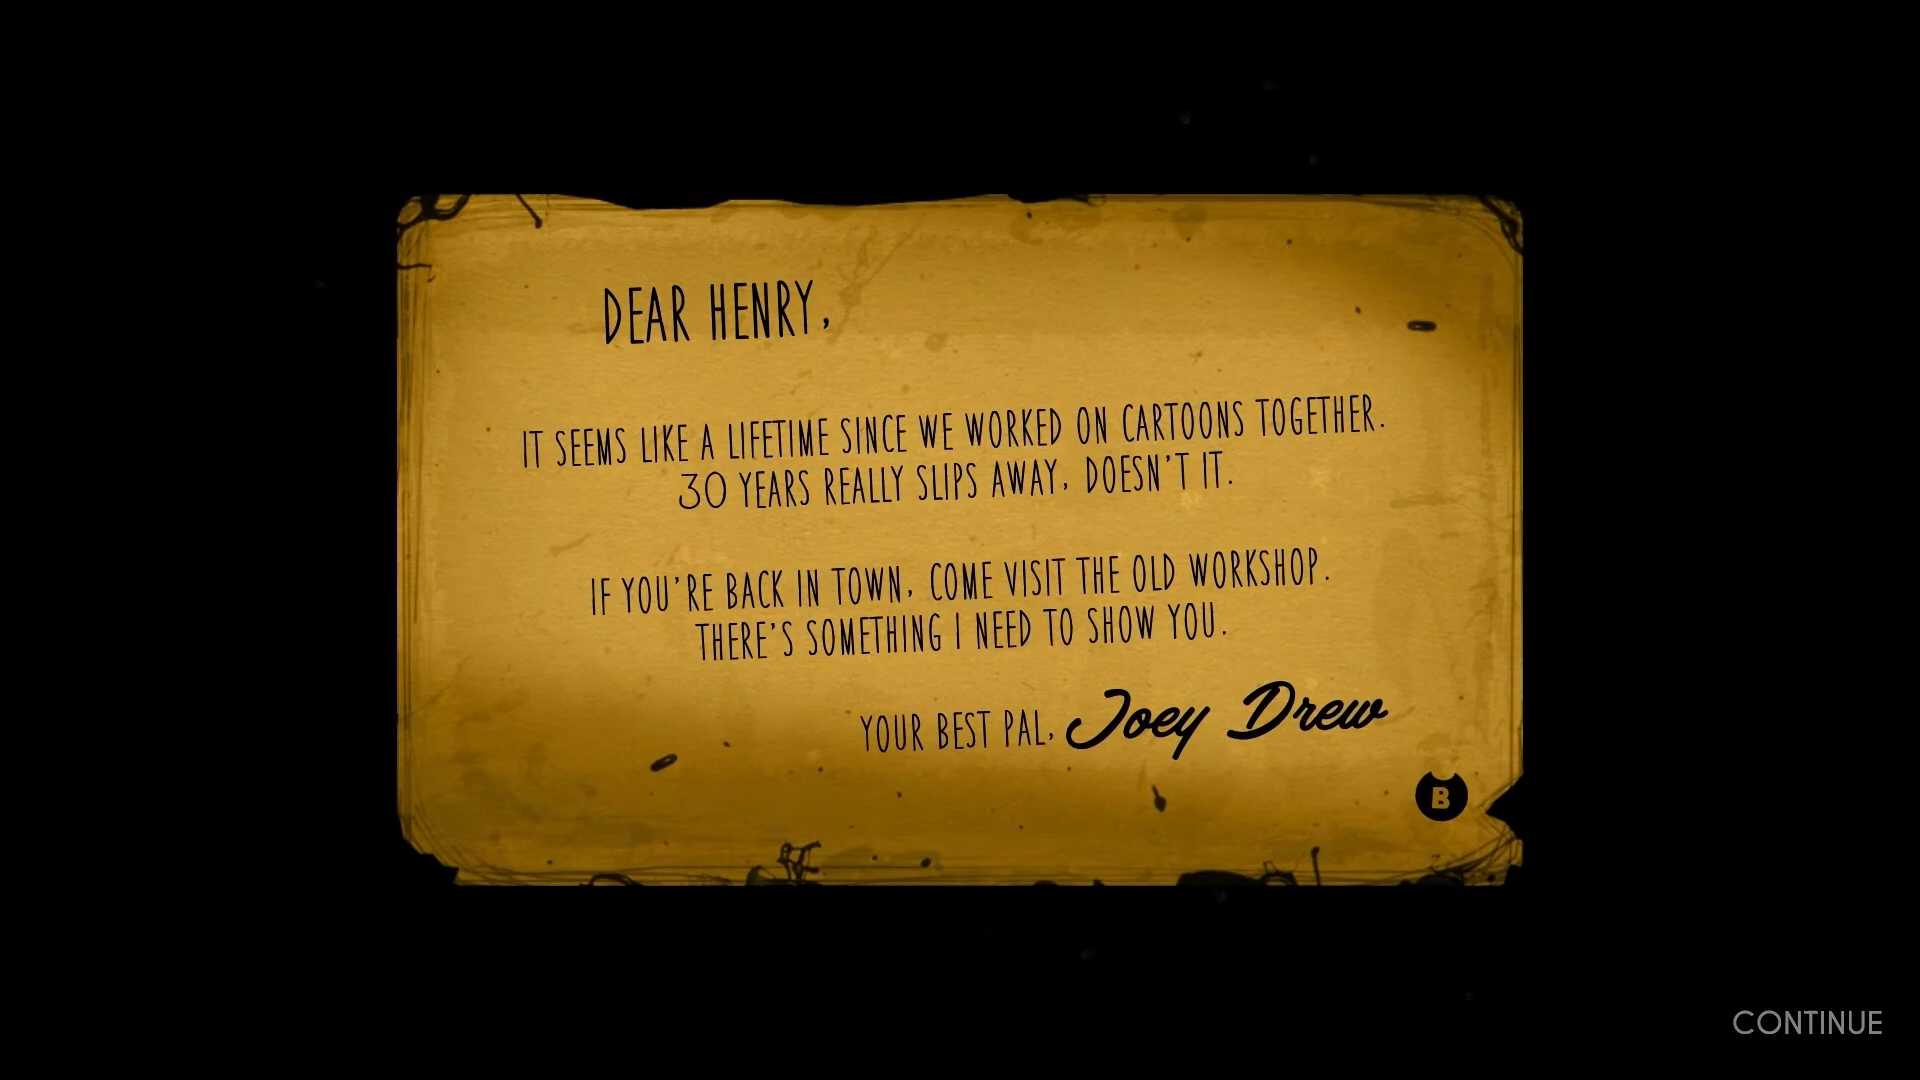 DEAR HENRY,
IT SEEMS LIKE A LIFETIME SINCE WE WORKED ON CARTOONS TOGETHER.
30 YEARS REALLY SLIPS AWAY, DOESN'T IT.
IF YOU'RE BACK IN TOWN, COME VISIT THE OLD WORKSHOP.
THERE'S SOMETHING I NEED TO SHOW YOU.
YOUR BEST PAL, Joey Drew
B
CONTINUE